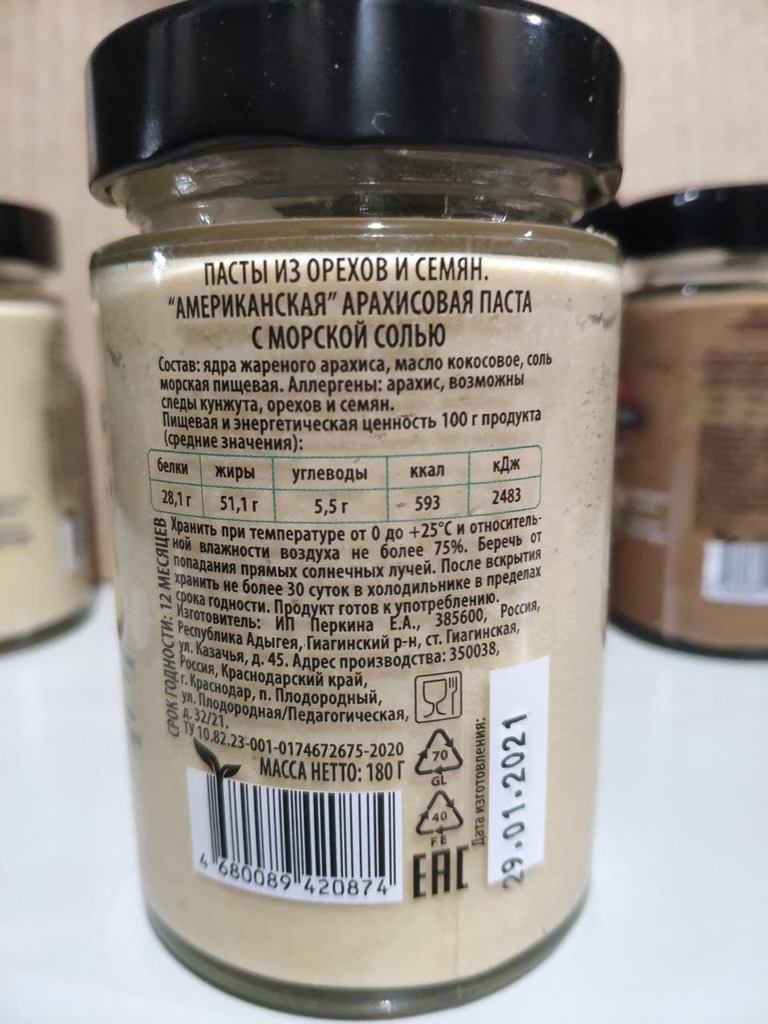 ПАСТЫ ИЗ ОРЕХОВ И СЕМЯН.
"АМЕРИКАНСКАЯ" АРАХИСОВАЯ ПАСТА
С МОРСКОЙ СОЛЬЮ
Состав: ядра жареного арахиса, масло кокосовое, соль
морская пищевая. Аллергены: арахис, возможны
следы кунжута, орехов и семян.
Пищевая и энергетическая ценность 100 г продукта
(средние значения):
белки жиры углеводы ккал кДж
28,1 г 51,1 г 5,5 г 593 2483
Хранить при температуре от 0 до +25°С и относитель-
ной влажности воздуха не более 75%. Беречь от
попадания прямых солнечных лучей. После вскрытия
хранить не более 30 суток в холодильнике в пределах
срока годности. Продукт готов к употреблению.
Изготовитель: ИП Перкина Е.А., 385600, Россия,
Республика Адыгея, Гиагинский р-н, ст. Гиагинская,
ул. Казачья, д. 45. Адрес производства: 350038,
Россия, Краснодарский край,
г. Краснодар, п. Плодородный,
ул. Плодородная/Педагогическая,
д. 32/21.
ТУ 10.82.23-001-0174672675-2020
МАССА НЕТТО: 180 Г
СРОК ГОДНОСТИ: 12 МЕСЯЦЕВ
70
GL
40
FE
EAC
Дата изготовления:
29.01.2021
4 680089 420874